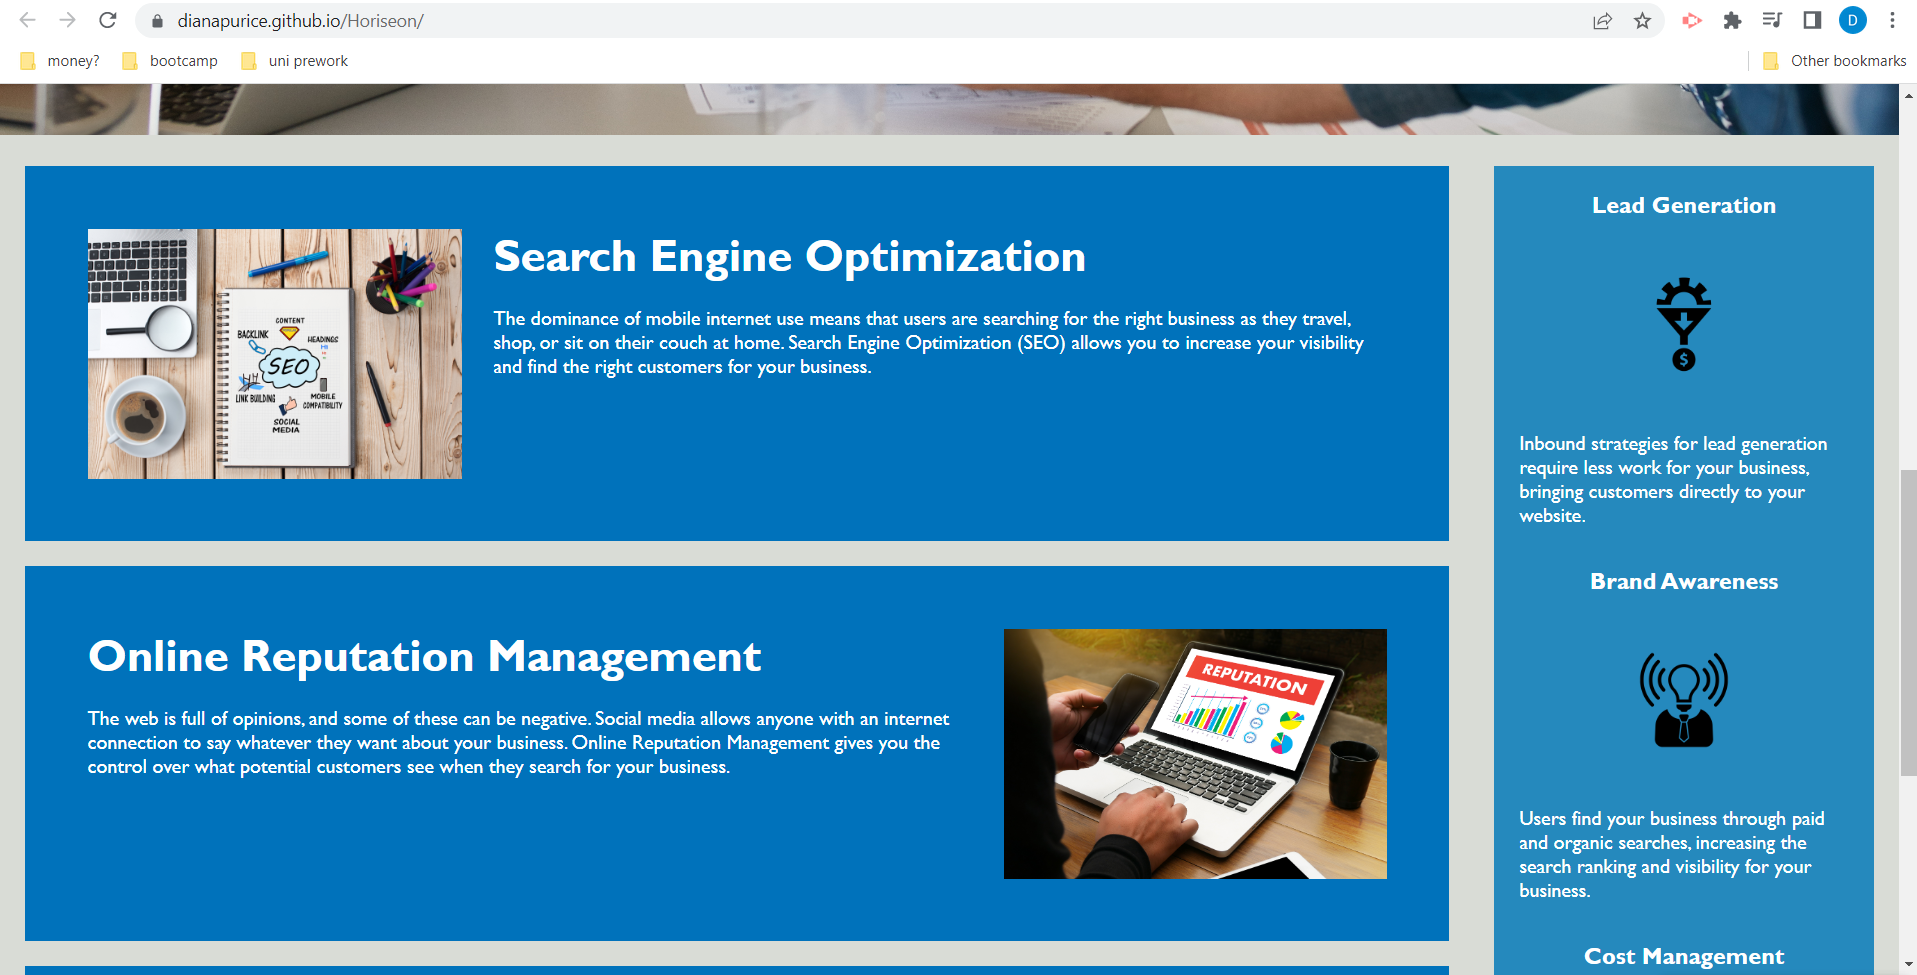 dianapurice.github.io/Horiseon/
D
money?
bootcamp
uni prework
Other bookmarks
CONTENT
BACKLINK
HEADINGS
SEO
LINK BUILDING
MOBILE
COMPATIBILITY
SOCIAL
MEDIA
Search Engine Optimization
The dominance of mobile internet use means that users are searching for the right business as they travel,
shop, or sit on their couch at home. Search Engine Optimization (SEO) allows you to increase your visibility
and find the right customers for your business.
Online Reputation Management
The web is full of opinions, and some of these can be negative. Social media allows anyone with an internet
connection to say whatever they want about your business. Online Reputation Management gives you the
control over what potential customers see when they search for your business.
REPUTATION
Lead Generation
$
Inbound strategies for lead generation
require less work for your business,
bringing customers directly to your
website.
Brand Awareness
Users find your business through paid
and organic searches, increasing the
search ranking and visibility for your
business.
Cost Management